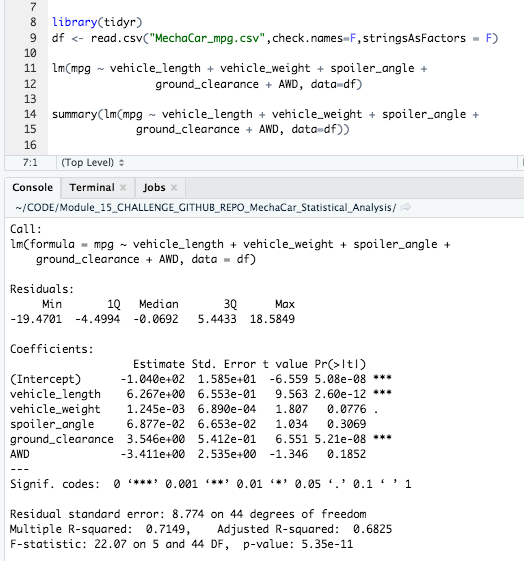 7
8 library(tidyr)
9 df <- read.csv("MechaCar_mpg.csv",check.names=F,stringsAsFactors = F)
10
11 lm(mpg ~ vehicle_length + vehicle_weight + spoiler_angle +
12 ground_clearance + AWD, data=df)
13
14 summary(lm(mpg ~ vehicle_length + vehicle_weight + spoiler_angle +
15 ground_clearance + AWD, data=df))
16
7:1 (Top Level)
Console Terminal × Jobs ×
~/CODE/Module_15_CHALLENGE_GITHUB_REPO_MechaCar_Statistical_Analysis/
Call:
lm(formula = mpg ~ vehicle_length + vehicle_weight + spoiler_angle +
ground_clearance + AWD, data = df)
Residuals:
Min 1Q Median 3Q Max
-19.4701 -4.4994 -0.0692 5.4433 18.5849
Coefficients:
Estimate Std. Error t value Pr(>|t|)
(Intercept) -1.040e+02 1.585e+01 -6.559 5.08e-08 ***
vehicle_length 6.267e+00 6.553e-01 9.563 2.60e-12 ***
vehicle_weight 1.245e-03 6.890e-04 1.807 0.0776 .
spoiler_angle 6.877e-02 6.653e-02 1.034 0.3069
ground_clearance 3.546e+00 5.412e-01 6.551 5.21e-08 ***
AWD -3.411e+00 2.535e+00 -1.346 0.1852
---
Signif. codes: 0 ‘***’ 0.001 ‘**’ 0.01 ‘*’ 0.05 ‘.’ 0.1 ‘ ’ 1
Residual standard error: 8.774 on 44 degrees of freedom
Multiple R-squared: 0.7149, Adjusted R-squared: 0.6825
F-statistic: 22.07 on 5 and 44 DF, p-value: 5.35e-11